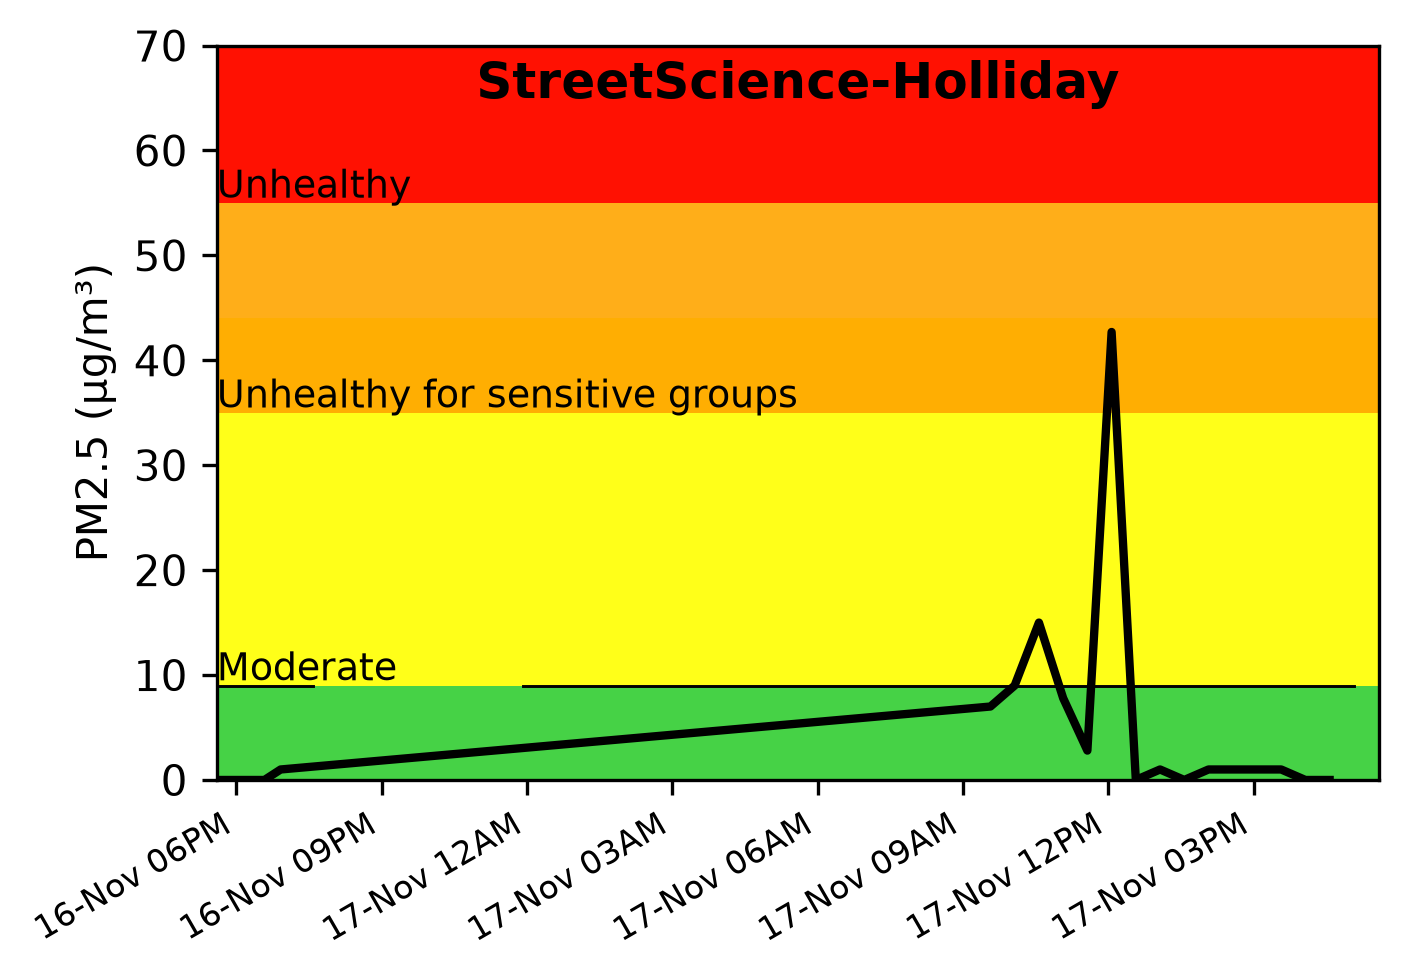 StreetScience-Holliday
70
60
50
40
30
20
10
0
PM2.5 (µg/m³)
Unhealthy
Unhealthy for sensitive groups
Moderate
16-Nov 06PM
16-Nov 09PM
17-Nov 12AM
17-Nov 03AM
17-Nov 06AM
17-Nov 09AM
17-Nov 12PM
17-Nov 03PM